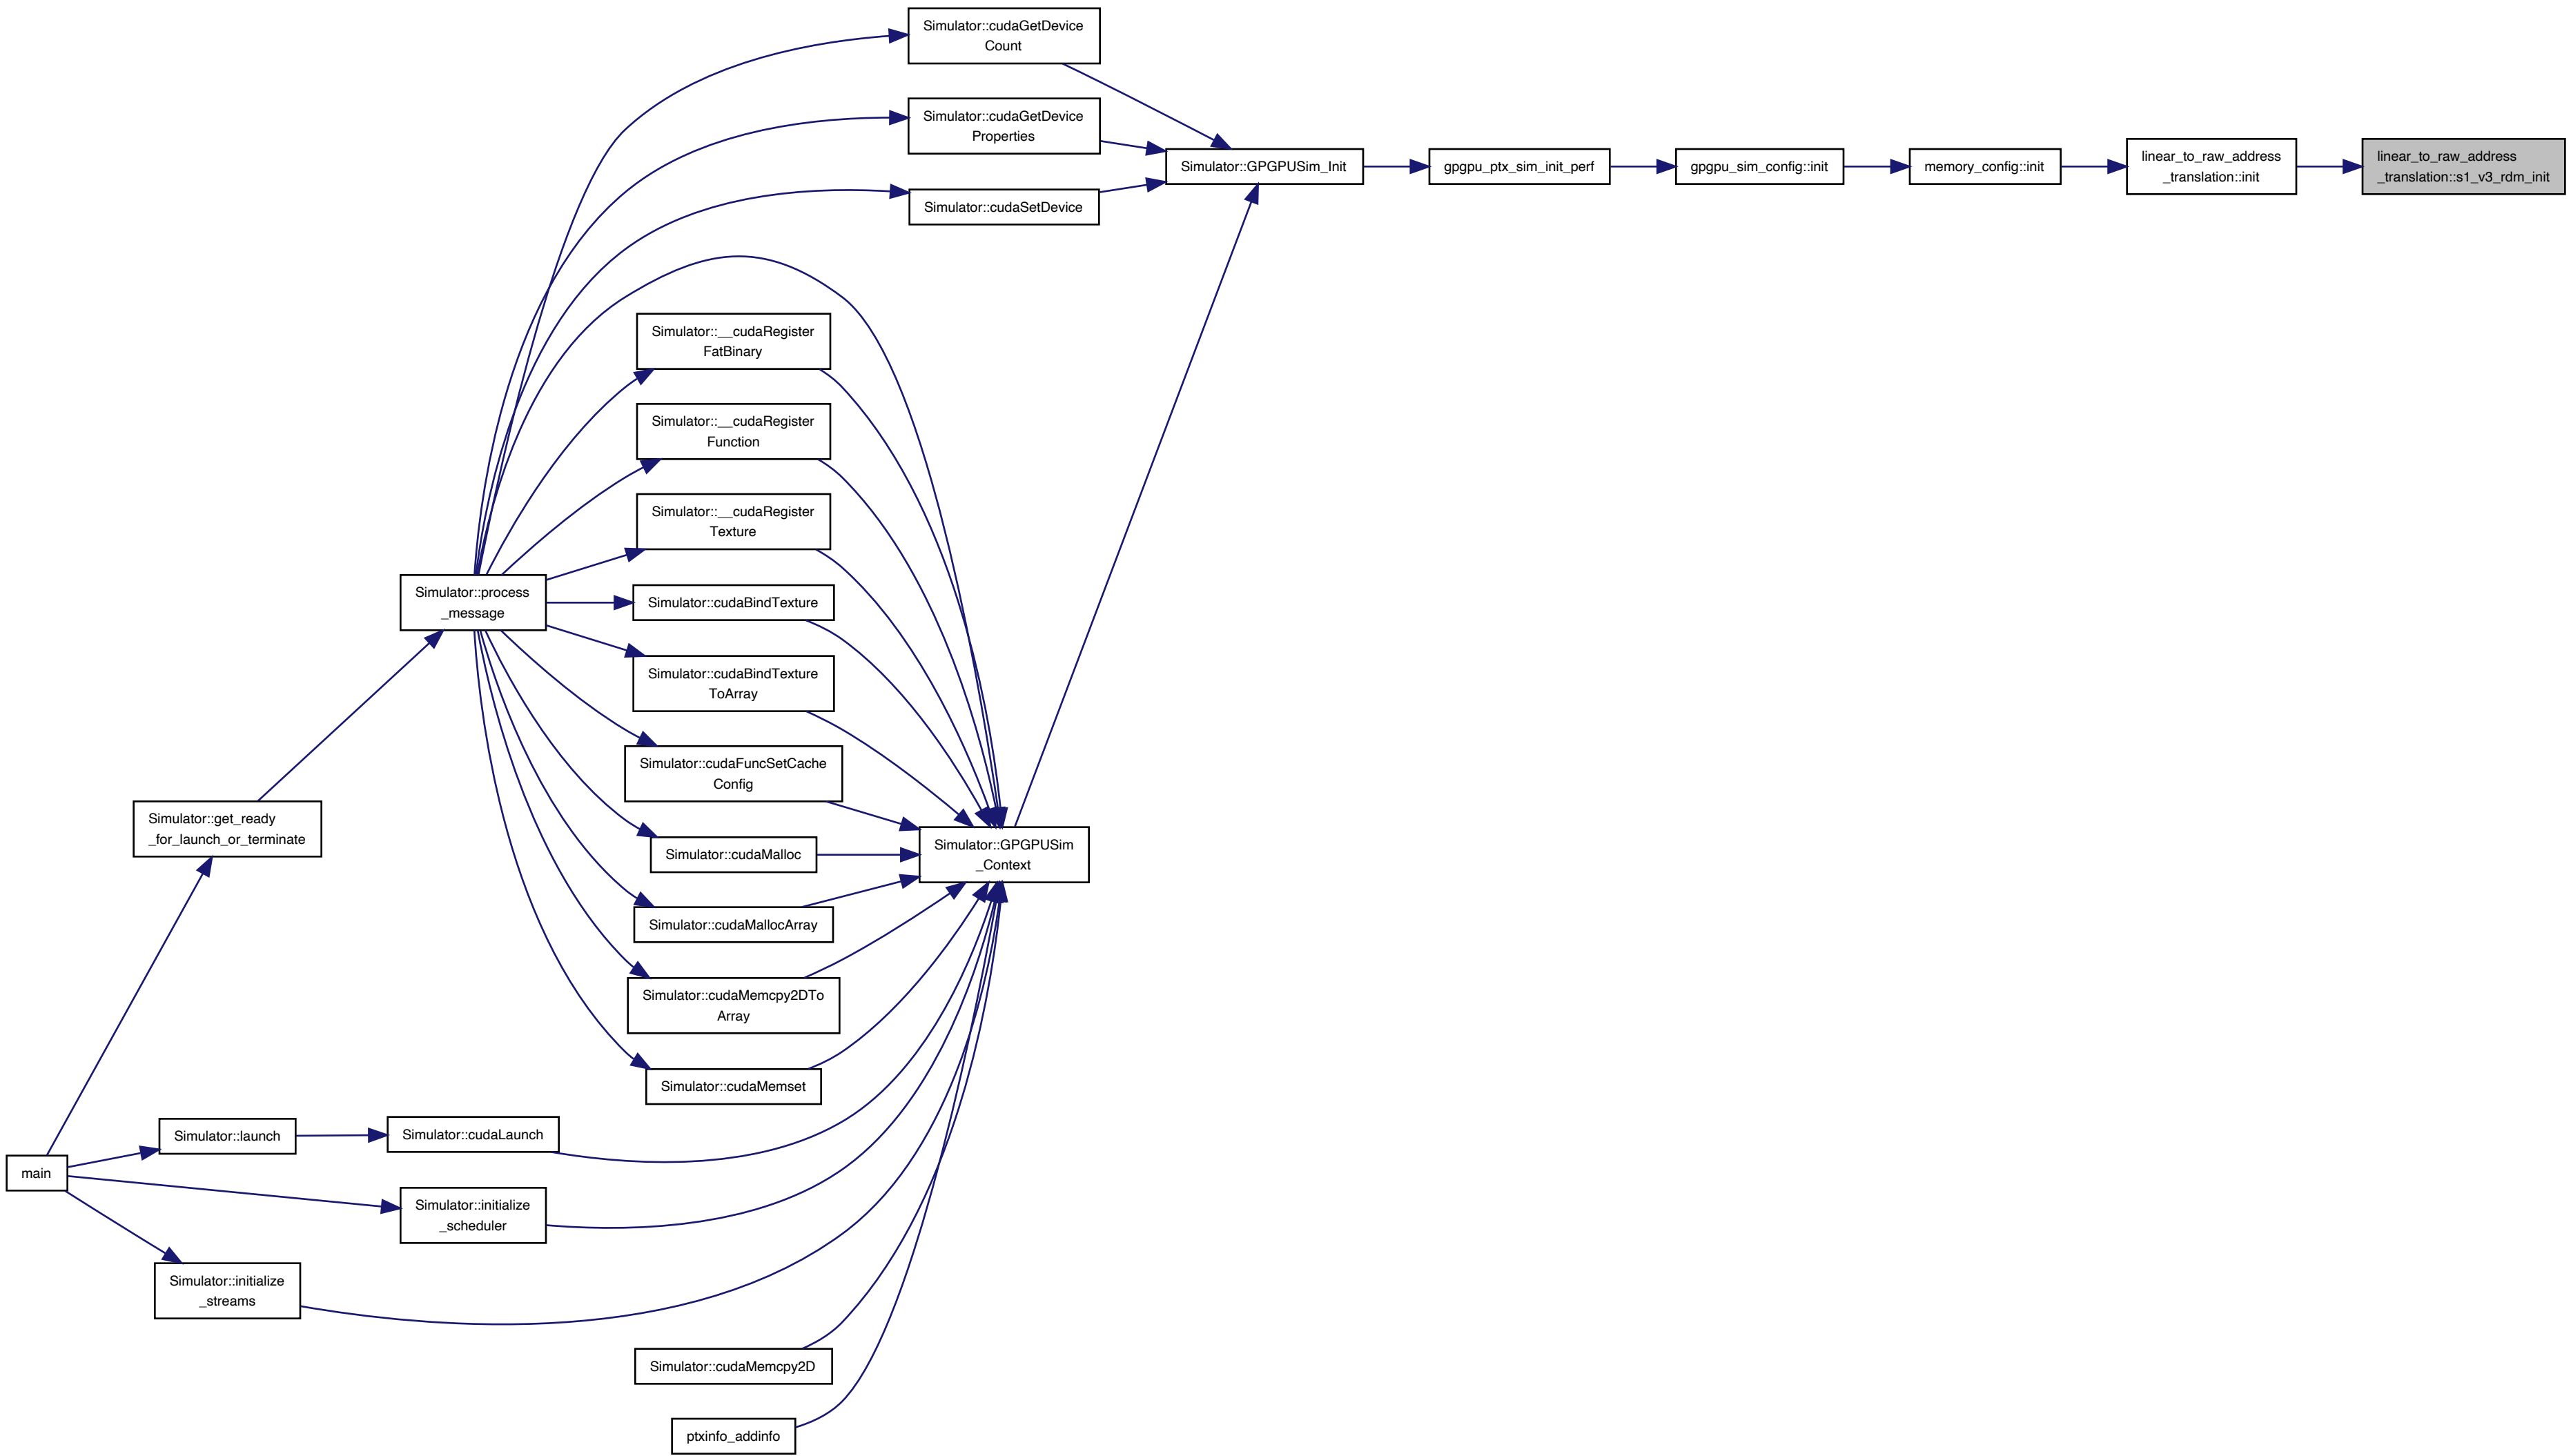 Simulator::cudaGetDevice
Count
Simulator::cudaGetDevice
Properties
Simulator::GPGPUSim_Init
gpgpu_ptx_sim_init_perf
gpgpu_sim_config::init
memory_config::init
linear_to_raw_address
_translation::init
linear_to_raw_address
_translation::s1_v3_rdm_init
Simulator::cudaSetDevice
Simulator::__cudaRegister
FatBinary
Simulator::__cudaRegister
Function
Simulator::__cudaRegister
Texture
Simulator::process
_message
Simulator::cudaBindTexture
Simulator::cudaBindTexture
ToArray
Simulator::cudaFuncSetCache
Config
Simulator::get_ready
_for_launch_or_terminate
Simulator::cudaMalloc
Simulator::GPGPUSim
_Context
Simulator::cudaMallocArray
Simulator::cudaMemcpy2DTo
Array
Simulator::cudaMemset
Simulator::launch
Simulator::cudaLaunch
main
Simulator::initialize
_scheduler
Simulator::initialize
_streams
Simulator::cudaMemcpy2D
ptxinfo_addinfo